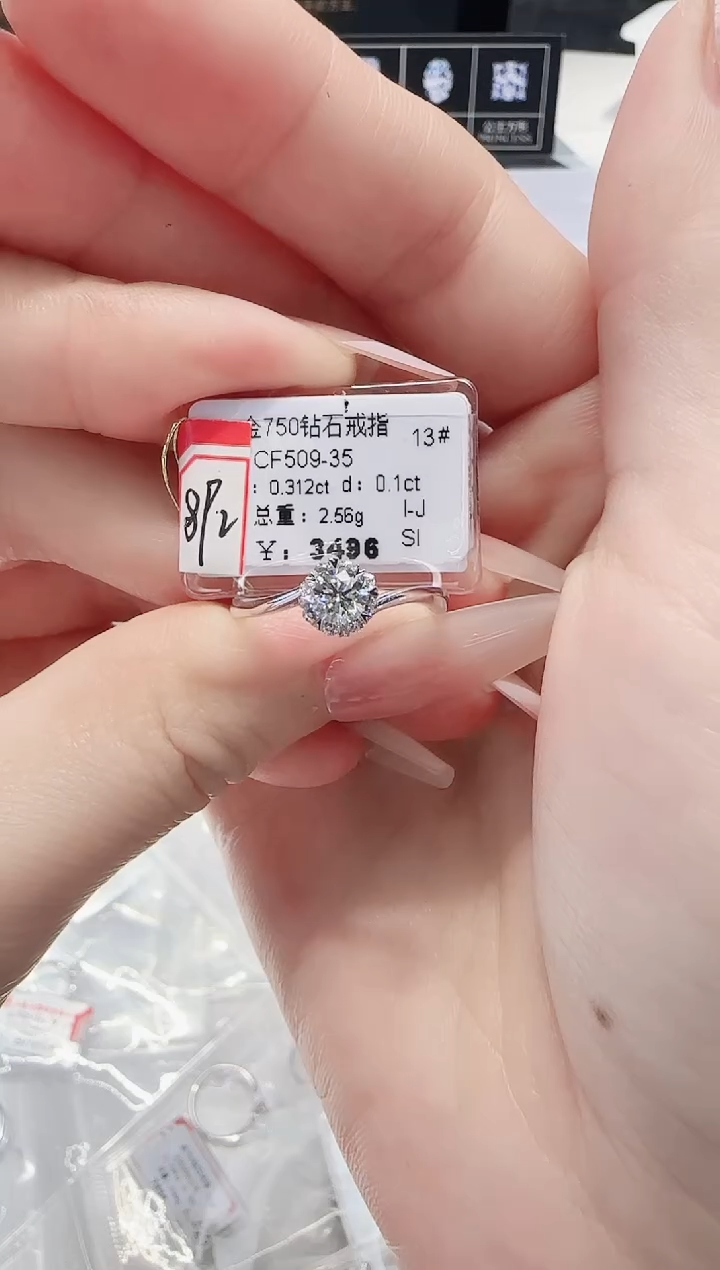 金750钻石戒指 13#
CF509-35
: 0.312ct d: 0.1ct
总重: 2.56g I-J
¥: 3496 SI